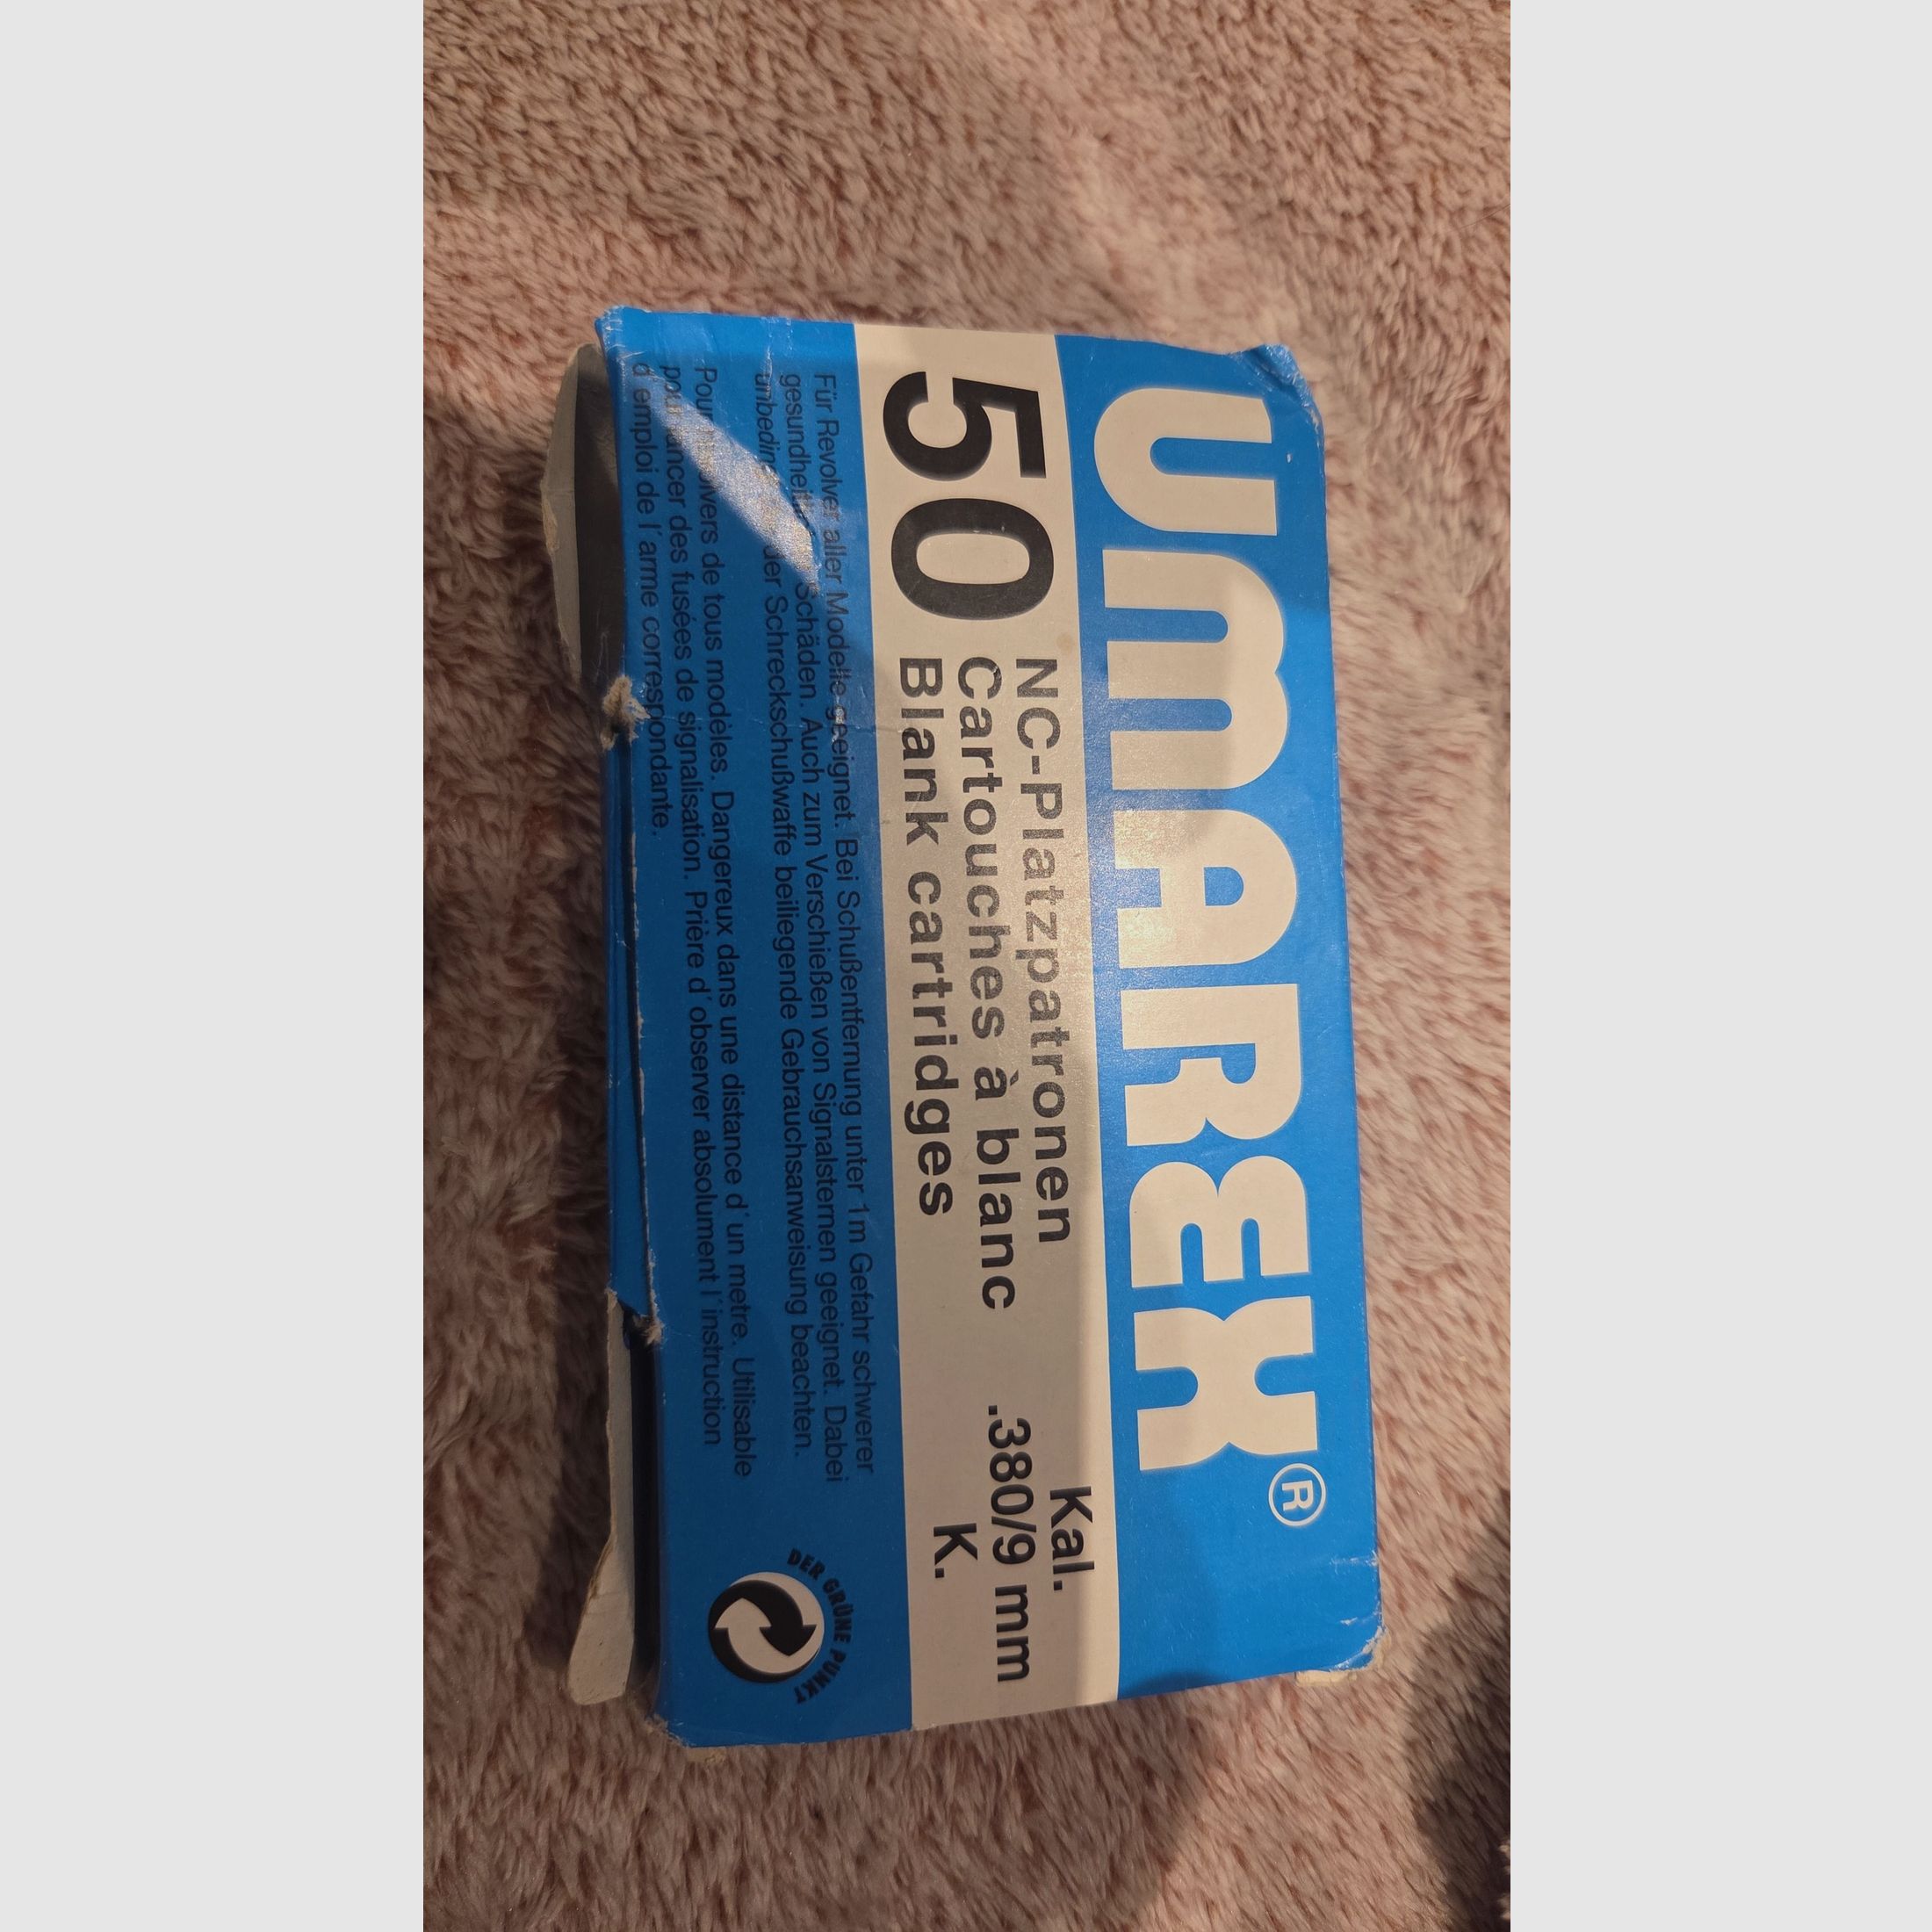 UMAREX®
50
NC-Platzpatronen
Cartouches à blanc
Blank cartridges
Kal.
.380/9 mm
K.
Für Revolver aller Modelle geeignet. Bei Schußentfernung unter 1m Gefahr schwerer
Schäden. Auch zum Verschießen von Signalsternen geeignet. Dabei
der Schreckschußwaffe beiliegende Gebrauchsanweisung beachten.
de tous modèles. Dangereux dans une distance d'un metre. Utilisable
des fusées de signalisation. Prière d'observer absolument l'instruction
d'emploi de l'arme correspondante.
DER GRÜNE PUNKT